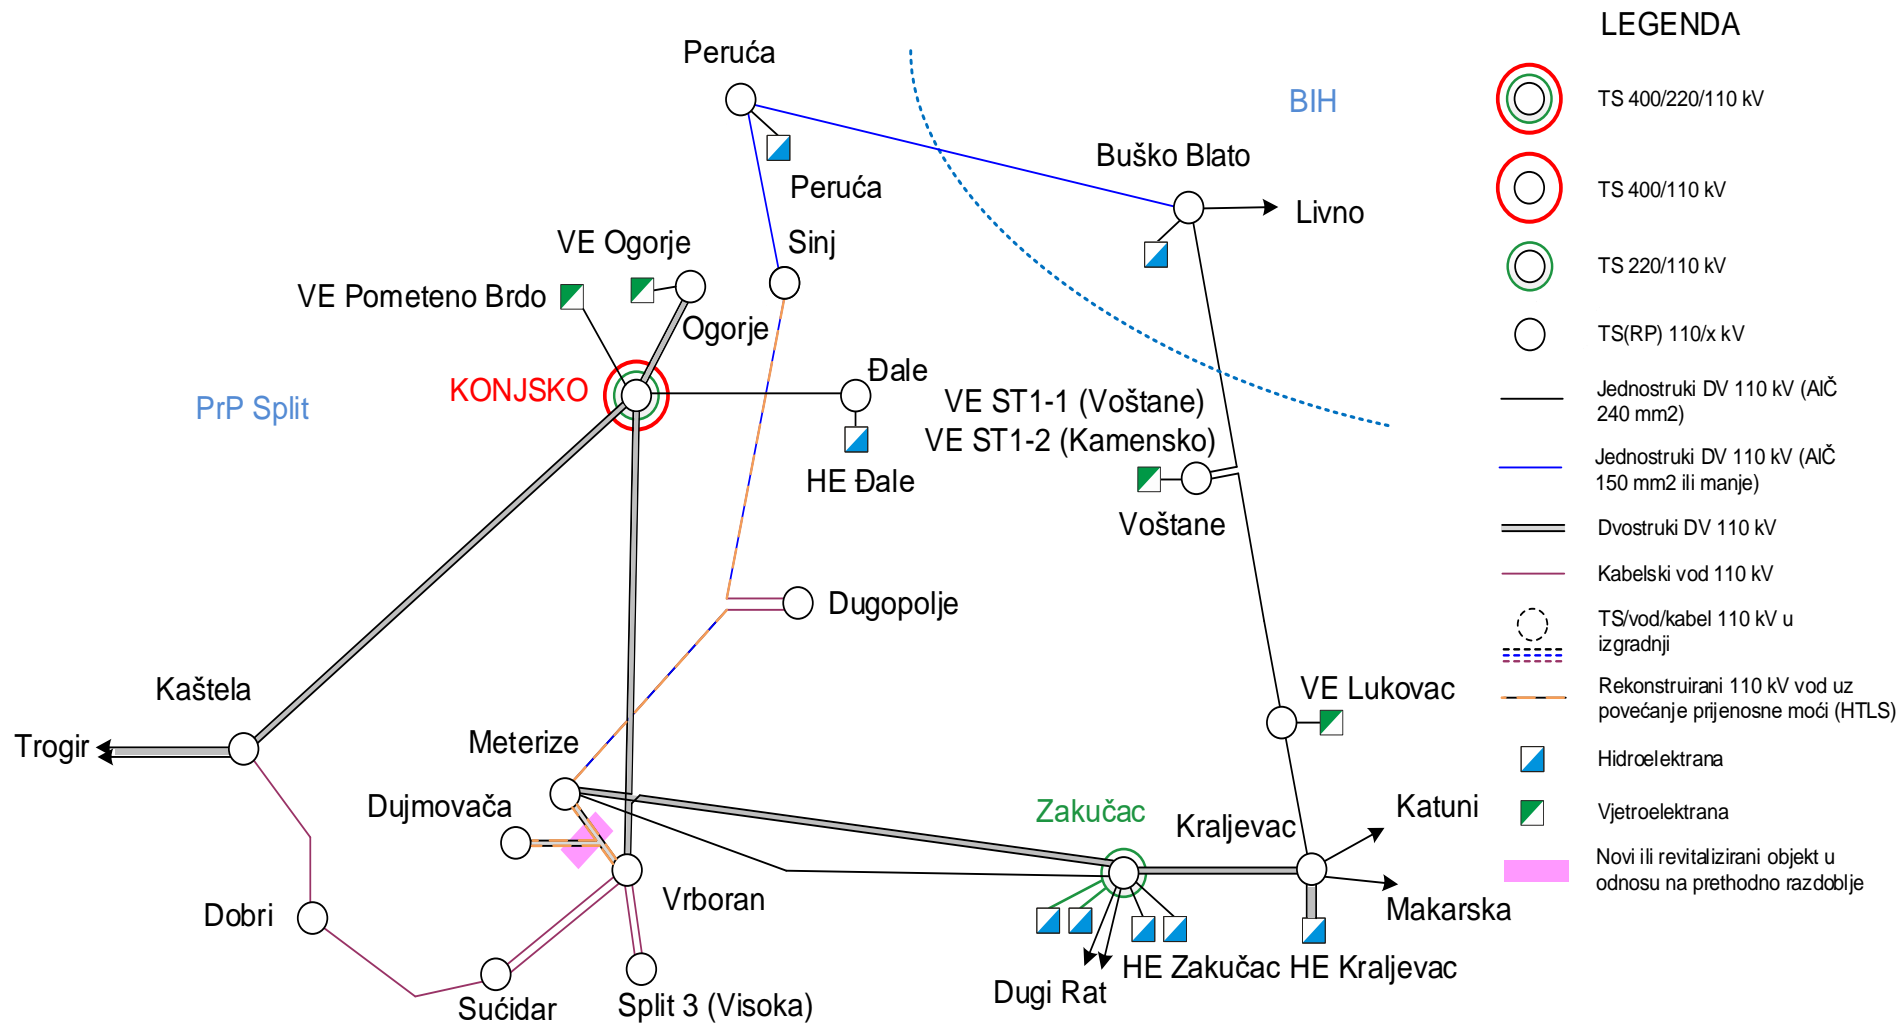 LEGENDA
Peruća
BIH
TS 400/220/110 kV
Buško Blato
Peruća
TS 400/110 kV
Livno
VE Ogorje
Sinj
VE Pometeno Brdo
TS 220/110 kV
Ogorje
TS(RP) 110/x kV
KONJSKO
Đale
PrP Split
VE ST1-1 (Voštane)
VE ST1-2 (Kamensko)
Jednostruki DV 110 kV (AlČ
240 mm2)
HE Đale
Jednostruki DV 110 kV (AlČ
150 mm2 ili manje)
Voštane
Dvostruki DV 110 kV
Kabelski vod 110 kV
Dugopolje
TS/vod/kabel 110 kV u
izgradnji
Kaštela
VE Lukovac
Rekonstruirani 110 kV vod uz
povećanje prijenosne moći (HTLS)
Trogir
Meterize
Hidroelektrana
Dujmovača
Zakučac
Kraljevac
Katuni
Vjetroelektrana
Novi ili revitalizirani objekt u
odnosu na prethodno razdoblje
Dobri
Vrboran
Makarska
HE Zakučac
HE Kraljevac
Dugi Rat
Sućidar
Split 3 (Visoka)